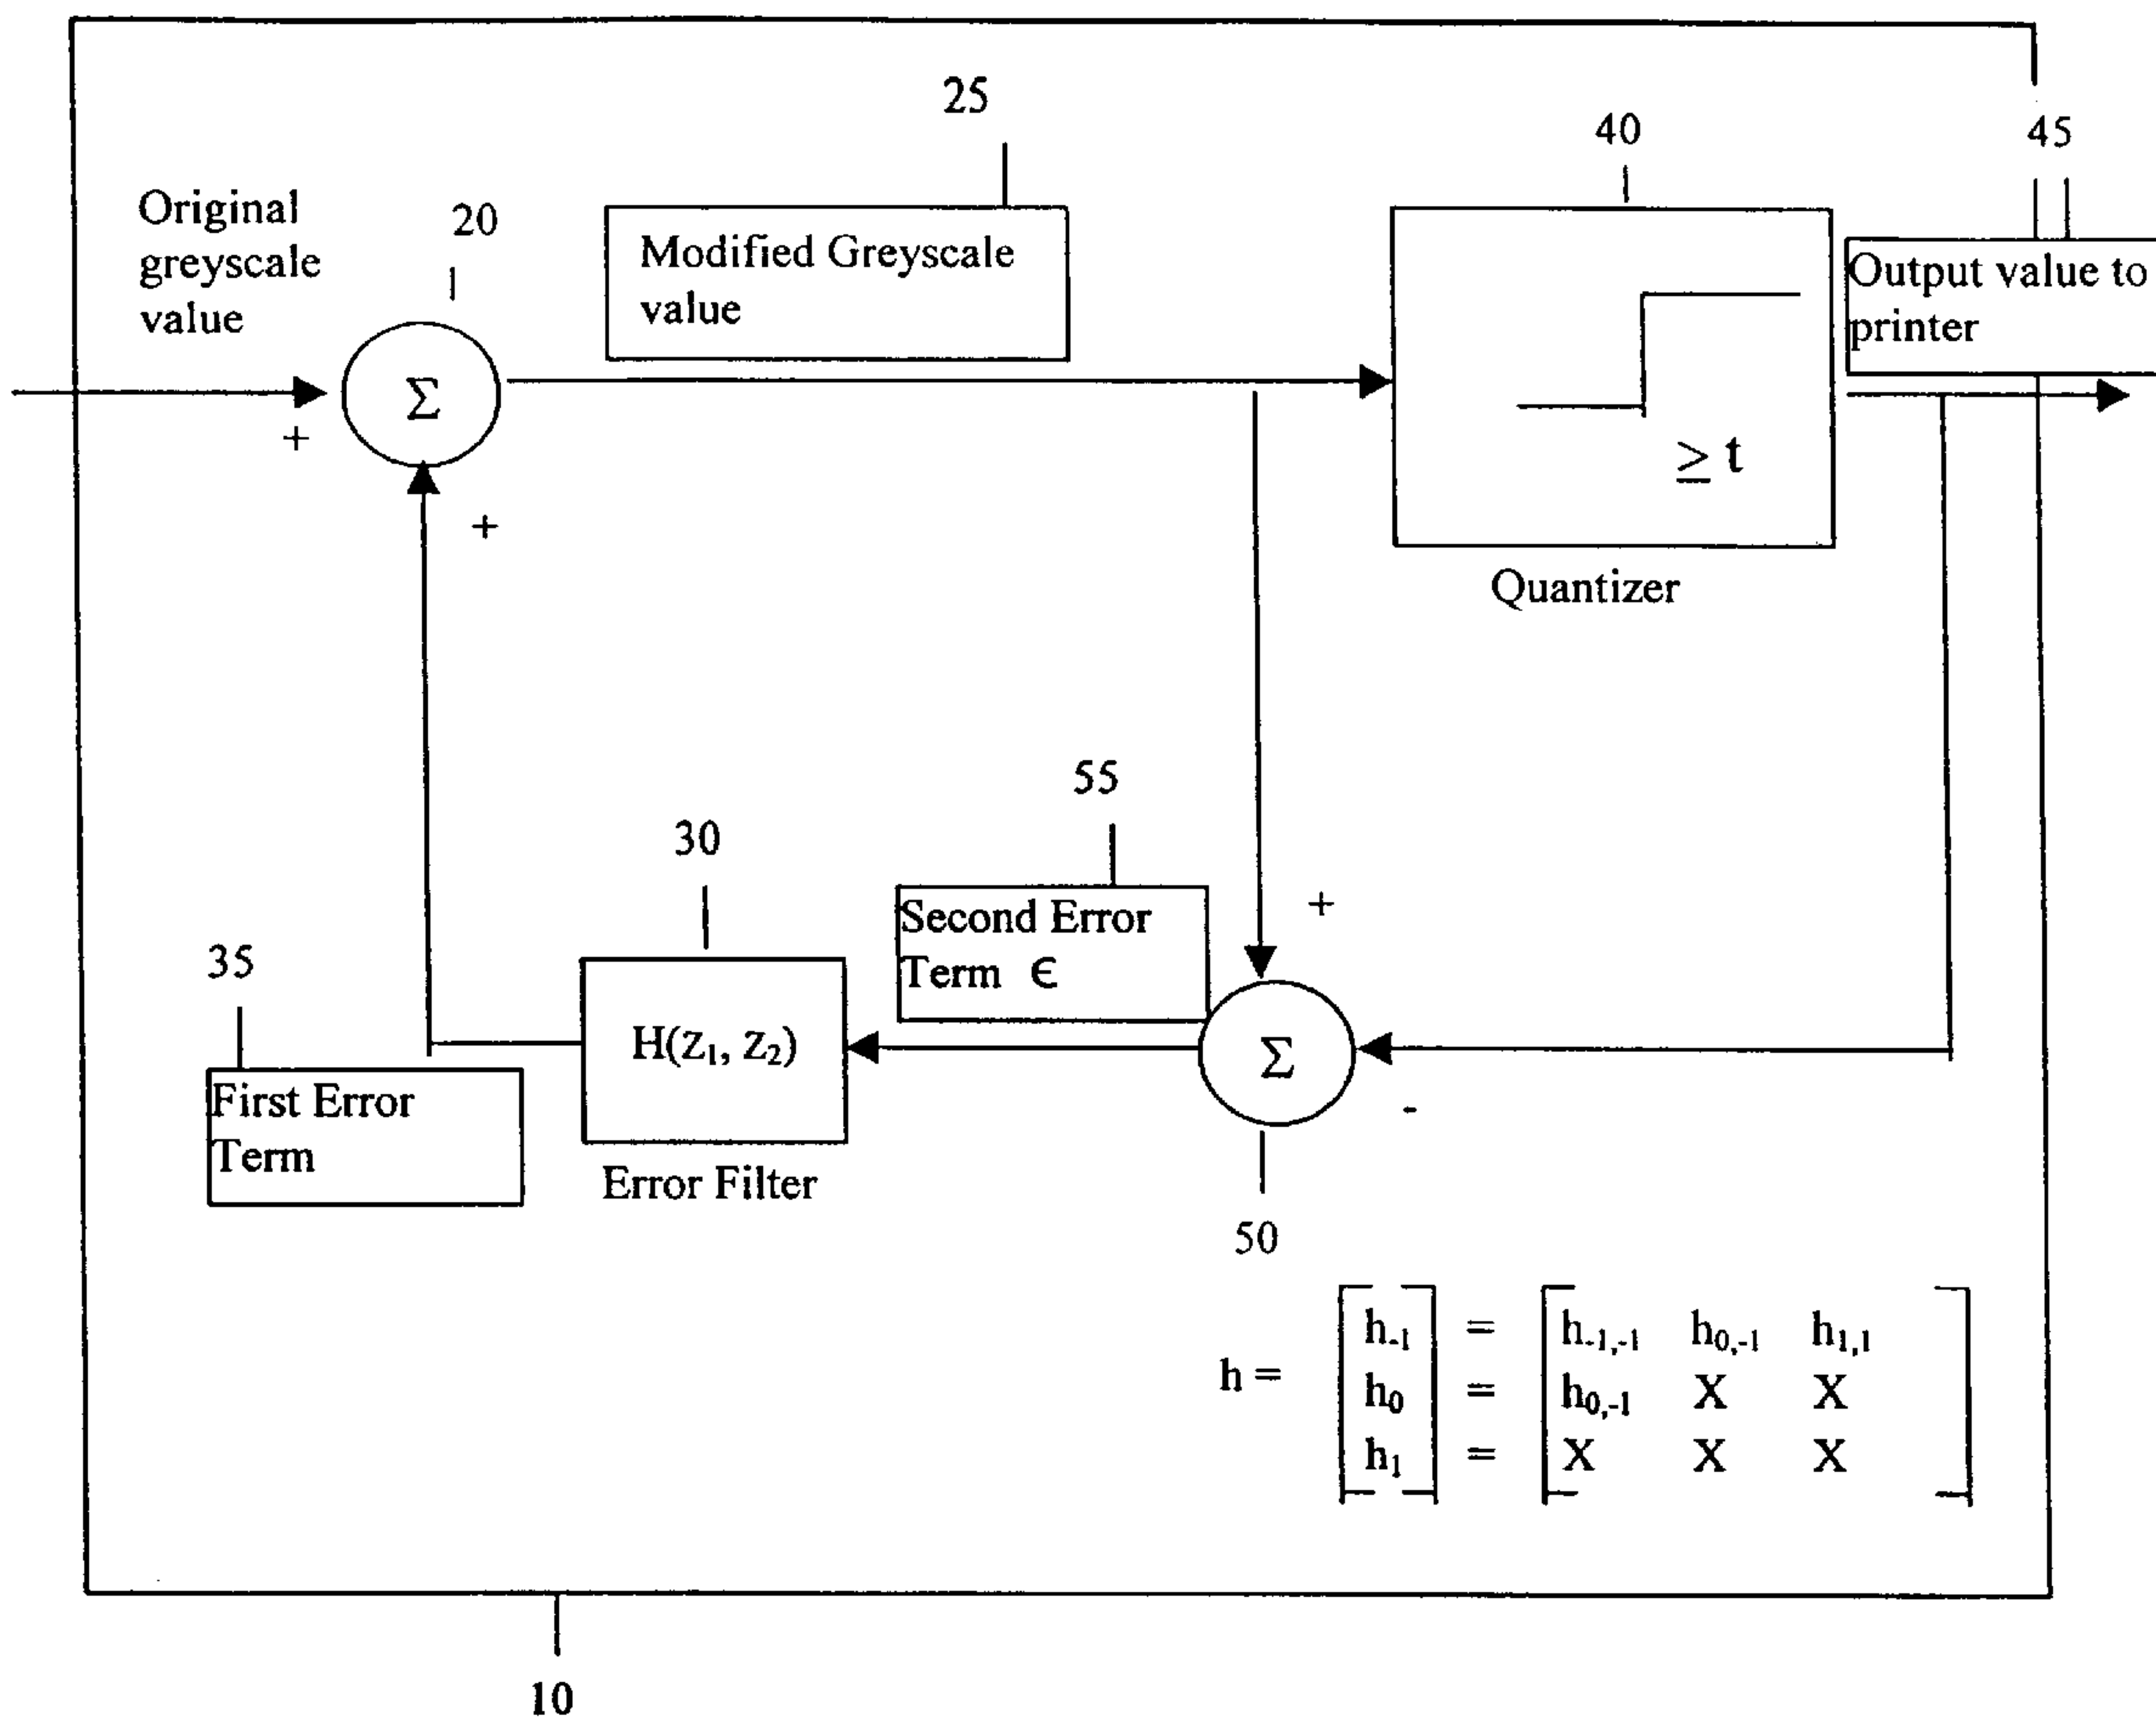 25
40
45
Original
greyscale
value
20
Modified Greyscale
value
Output value to
printer
Σ
+
+
≥ t
Quantizer
55
30
+
Second Error
Term ϵ
35
H(z₁, z₂)
Σ
-
First Error
Term
Error Filter
50
h₋₁ = h₋₁,₋₁ h₀,₋₁ h₁,₁
h = h₀ = h₀,₋₁ X X
h₁ = X X X
10